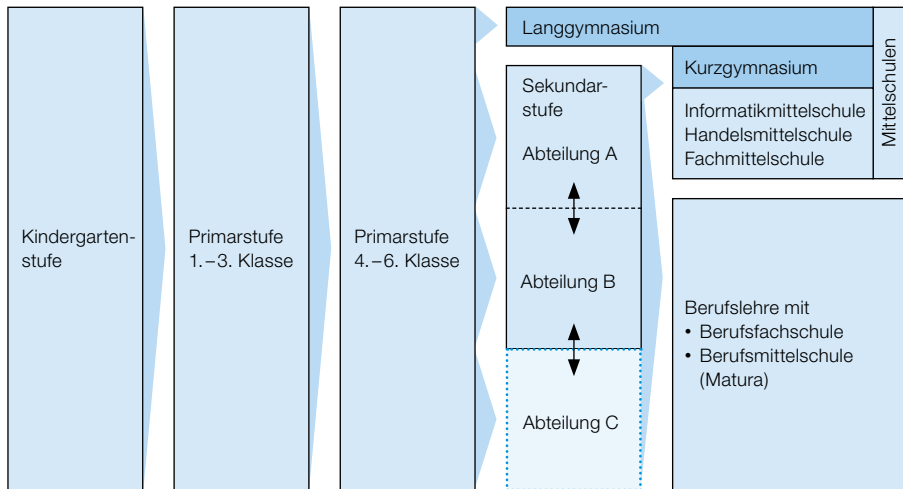 Kindergarten-
stufe
Primarstufe
1.–3. Klasse
Primarstufe
4.–6. Klasse
Langgymnasium
Sekundar-
stufe
Abteilung A
Abteilung B
Abteilung C
Kurzgymnasium
Informatikmittelschule
Handelsmittelschule
Fachmittelschule
Mittelschulen
Berufslehre mit
• Berufsfachschule
• Berufsmittelschule
(Matura)